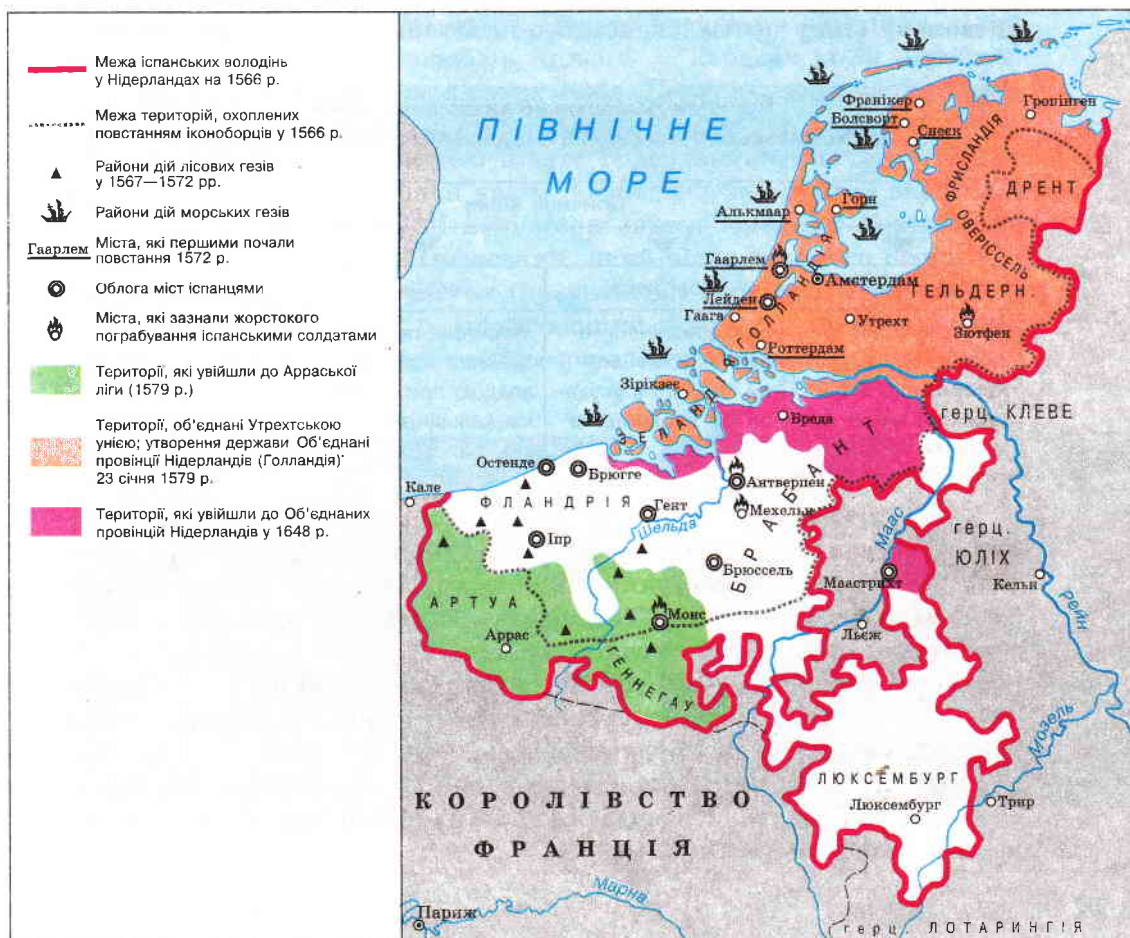 Межа іспанських володінь
у Нідерландах на 1566 р.
Межа територій, охоплених
повстанням іконоборців у 1566 р.
Райони дій лісових гезів
у 1567—1572 рр.
Райони дій морських гезів
Гаарлем
Міста, які першими почали
повстання 1572 р.
Облога міст іспанцями
Міста, які зазнали жорстокого
пограбування іспанськими солдатами
Території, які увійшли до Арраської
ліги (1579 р.)
Території, об'єднані Утрехтською
унією; утворення держави Об'єднані
провінції Нідерландів (Голландія)
23 січня 1579 р.
Території, які увійшли до Об'єднаних
провінцій Нідерландів у 1648 р.
ПІВНІЧНЕ
МОРЕ
Франікер
Болсворт
Снеек
Гронінген
ФРИСЛАНДІЯ
ДРЕНТ
ОВЕРІССЕЛЬ
Алькмаар
Горн
Гаарлем
Амстердам
ГЕЛЬДЕРН.
Лейден
ГОЛЛАНДІЯ
Гаага
Утрехт
Зютфен
Роттердам
Зірікзее
ЗЕЛАНДІЯ
Бреда
герц. КЛЕВЕ
Остенде
Брюгге
Антверпен
БРАБАНТ
Кале
ФЛАНДРІЯ
Гент
Мехельн
Шельда
Маас
герц.
ЮЛІХ
Іпр
Брюссель
Маастрихт
Кельн
Рейн
АРТУА
Аррас
Монс
Льєж
ГЕННЕГАУ
Мозель
ЛЮКСЕМБУРГ
Люксембург
Трир
КОРОЛІВСТВО
ФРАНЦІЯ
Марна
Париж
герц. ЛОТАРИНГІЯ